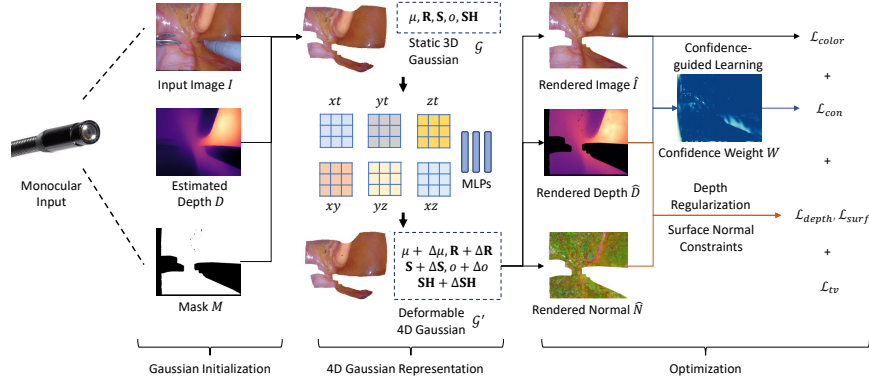 Monocular
Input
Input Image I
Estimated
Depth D
Mask M
Gaussian Initialization
μ, R, S, o, SH
Static 3D
Gaussian
𝒢
xt yt zt
MLPs
xy yz xz
μ + Δμ, R + ΔR
S + ΔS, o + Δo
SH + ΔSH
Deformable
4D Gaussian
𝒢′
4D Gaussian Representation
Rendered Image Î
Rendered Depth D̂
Rendered Normal N̂
Confidence-
guided Learning
Confidence Weight W
Depth
Regularization
Surface Normal
Constraints
ℒcolor
+
ℒcon
+
ℒdepth, ℒsurf
+
ℒtv
Optimization